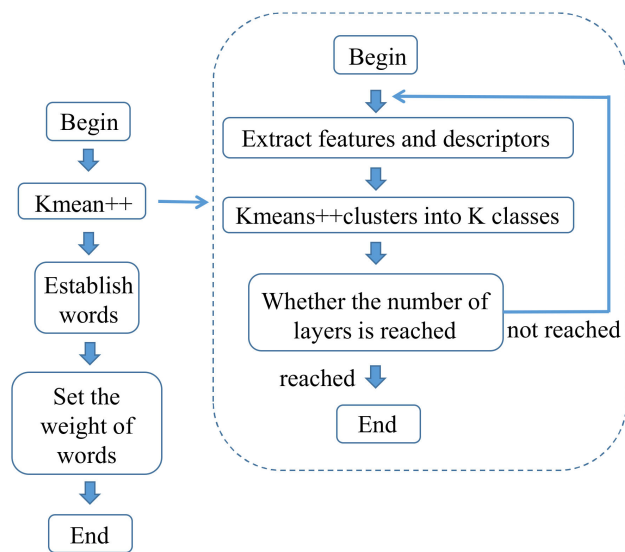 Begin
Kmean++
Establish
words
Set the
weight of
words
End
Begin
Extract features and descriptors
Kmeans++clusters into K classes
Whether the number of
layers is reached
not reached
reached
End